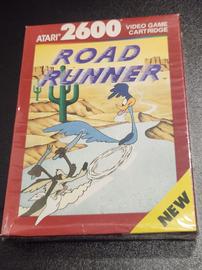 ATARI 2600 VIDEO GAME
CARTRIDGE
ROAD
RUNNER
NEW